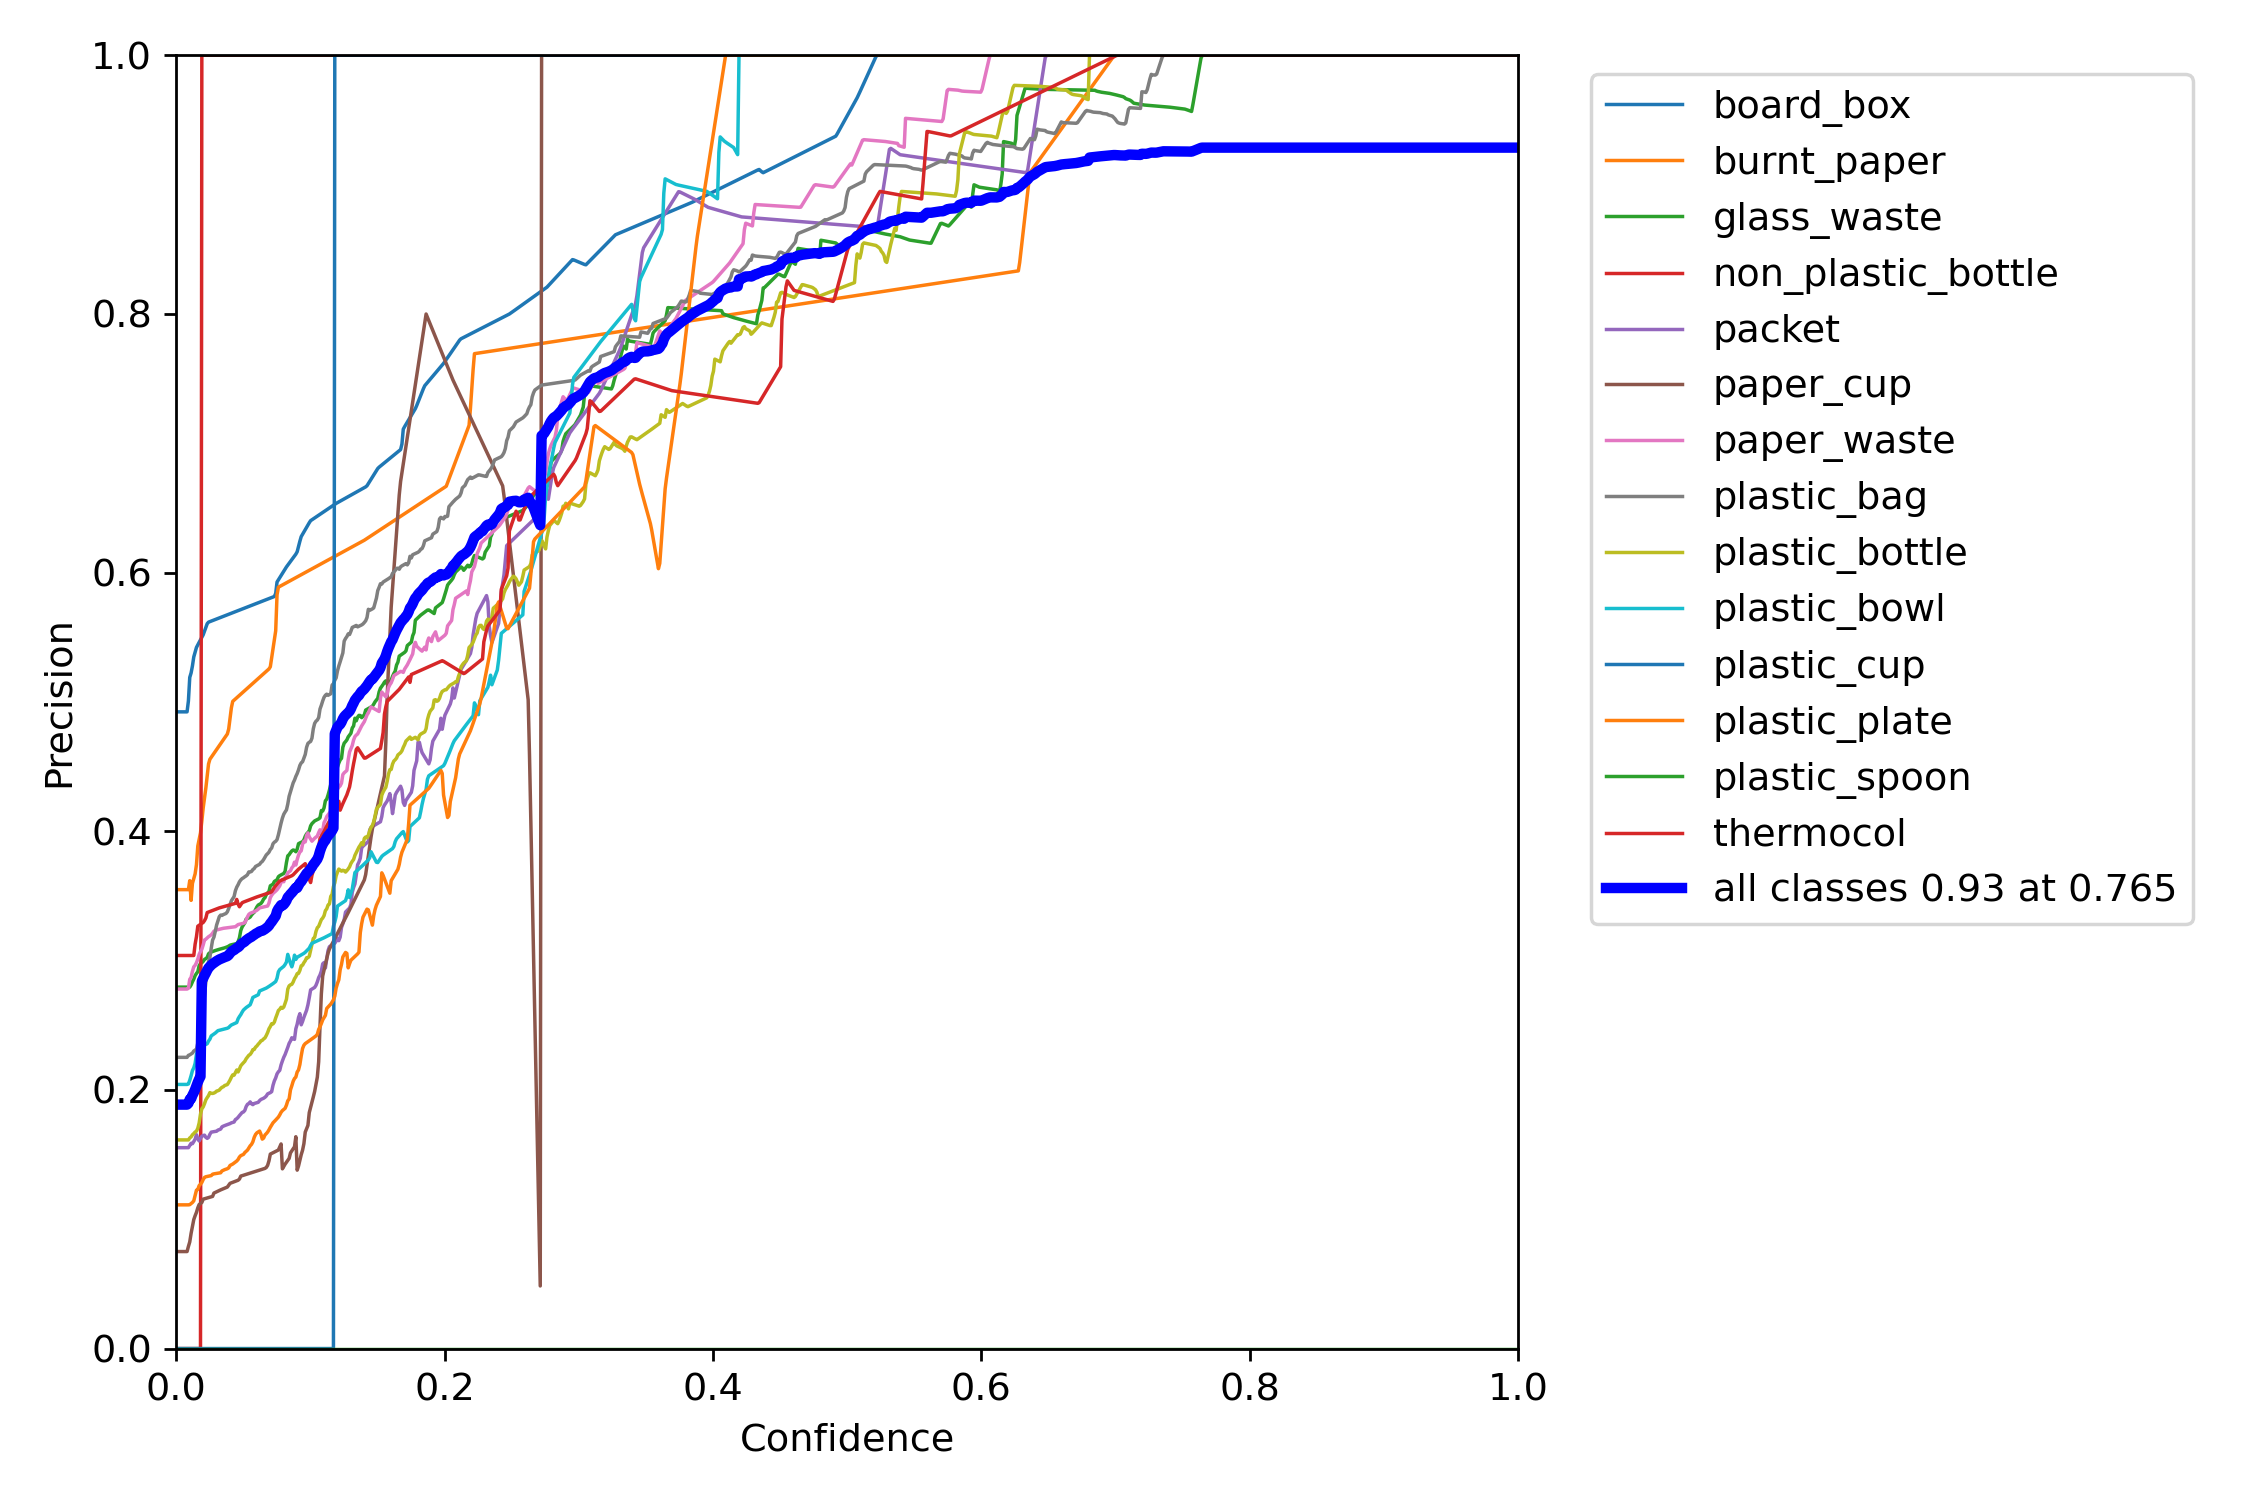 1.0
0.8
0.6
0.4
0.2
0.0
Precision
0.0 0.2 0.4 0.6 0.8 1.0
Confidence
board_box
burnt_paper
glass_waste
non_plastic_bottle
packet
paper_cup
paper_waste
plastic_bag
plastic_bottle
plastic_bowl
plastic_cup
plastic_plate
plastic_spoon
thermocol
all classes 0.93 at 0.765